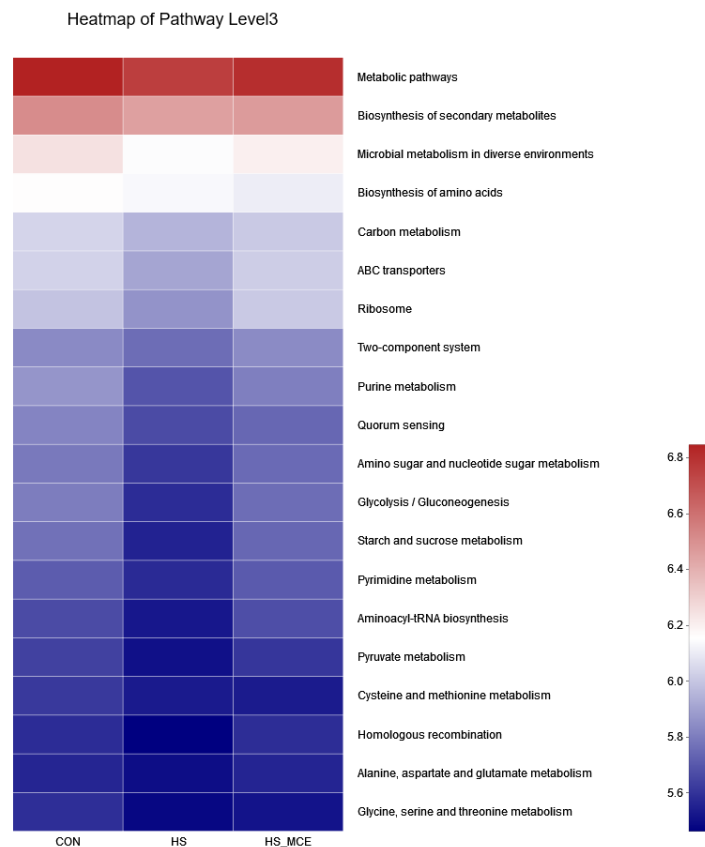 Heatmap of Pathway Level3
Metabolic pathways
Biosynthesis of secondary metabolites
Microbial metabolism in diverse environments
Biosynthesis of amino acids
Carbon metabolism
ABC transporters
Ribosome
Two-component system
Purine metabolism
Quorum sensing
Amino sugar and nucleotide sugar metabolism
Glycolysis / Gluconeogenesis
Starch and sucrose metabolism
Pyrimidine metabolism
Aminoacyl-tRNA biosynthesis
Pyruvate metabolism
Cysteine and methionine metabolism
Homologous recombination
Alanine, aspartate and glutamate metabolism
Glycine, serine and threonine metabolism
CON HS HS_MCE
6.8
6.6
6.4
6.2
6.0
5.8
5.6